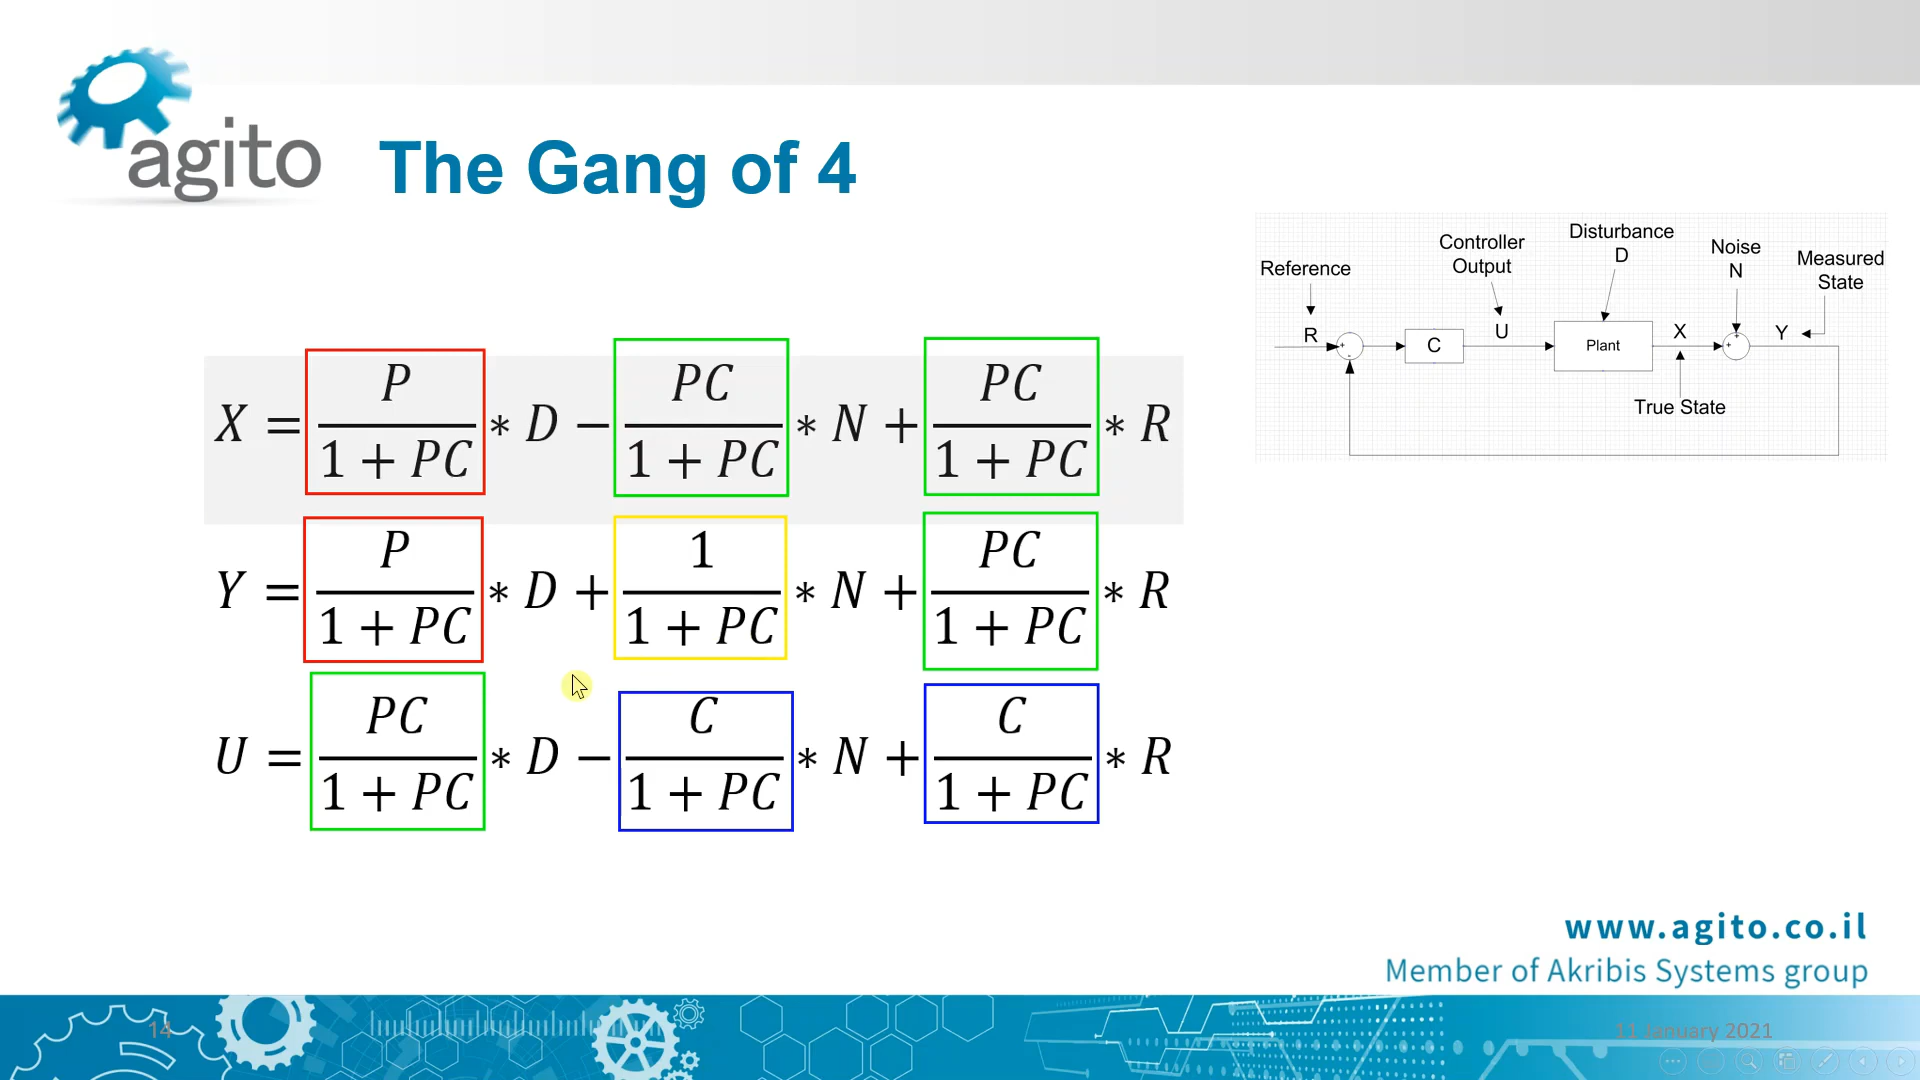 agito
The Gang of 4
Reference
Controller Output
Disturbance D
Noise N
Measured State
R
C
U
Plant
X
Y
True State
X = P/(1 + PC) * D − PC/(1 + PC) * N + PC/(1 + PC) * R
Y = P/(1 + PC) * D + 1/(1 + PC) * N + PC/(1 + PC) * R
U = PC/(1 + PC) * D − C/(1 + PC) * N + C/(1 + PC) * R
www.agito.co.il
Member of Akribis Systems group
14
11 January 2021